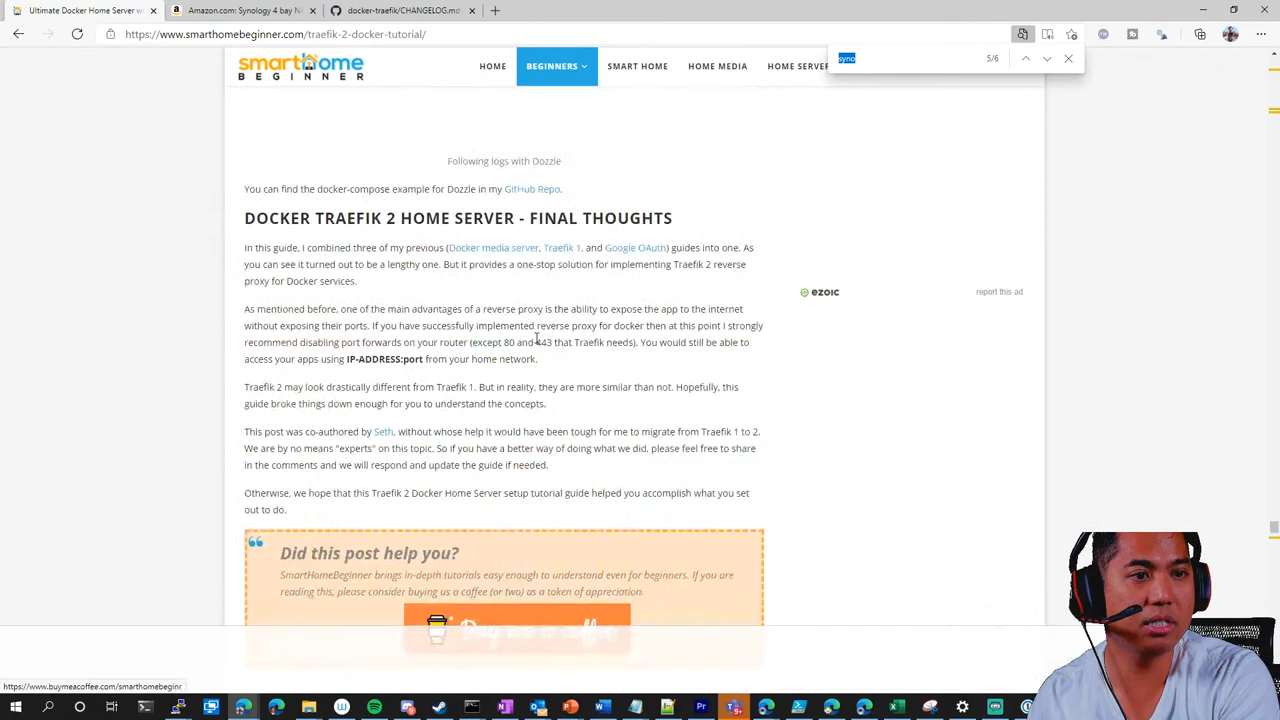 Ultimate Docker Home Server w
Amazon.com: Synology 4 bay N
docker-traefik/CHANGELOG.md
https://www.smarthomebeginner.com/traefik-2-docker-tutorial/
syno
5/6
smarthome
BEGINNER
HOME
BEGINNERS
SMART HOME
HOME MEDIA
HOME SERVER
Following logs with Dozzle
You can find the docker-compose example for Dozzle in my GitHub Repo.
DOCKER TRAEFIK 2 HOME SERVER - FINAL THOUGHTS
In this guide, I combined three of my previous (Docker media server, Traefik 1, and Google OAuth) guides into one. As
you can see it turned out to be a lengthy one. But it provides a one-stop solution for implementing Traefik 2 reverse
proxy for Docker services.
ezoic
report this ad
As mentioned before, one of the main advantages of a reverse proxy is the ability to expose the app to the internet
without exposing their ports. If you have successfully implemented reverse proxy for docker then at this point I strongly
recommend disabling port forwards on your router (except 80 and 443 that Traefik needs). You would still be able to
access your apps using IP-ADDRESS:port from your home network.
Traefik 2 may look drastically different from Traefik 1. But in reality, they are more similar than not. Hopefully, this
guide broke things down enough for you to understand the concepts.
This post was co-authored by Seth, without whose help it would have been tough for me to migrate from Traefik 1 to 2.
We are by no means "experts" on this topic. So if you have a better way of doing what we did, please feel free to share
in the comments and we will respond and update the guide if needed.
Otherwise, we hope that this Traefik 2 Docker Home Server setup tutorial guide helped you accomplish what you set
out to do.
Did this post help you?
SmartHomeBeginner brings in-depth tutorials easy enough to understand even for beginners. If you are
reading this, please consider buying us a coffee (or two) as a token of appreciation.
Buy me a coffee
https://www.buymeacoffee.com/smarthomebeginr